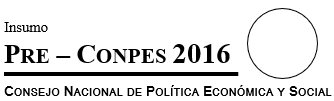 Insumo
PRE – CONPES 2016
CONSEJO NACIONAL DE POLÍTICA ECONÓMICA Y SOCIAL